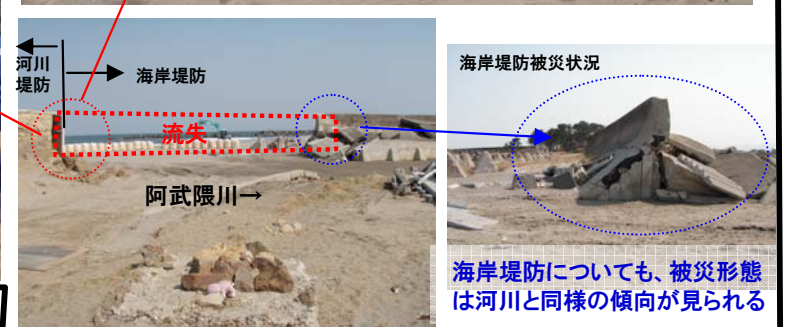 河川
堤防
海岸堤防
流失
阿武隈川→
海岸堤防被災状況
海岸堤防についても、被災形態
は河川と同様の傾向が見られる